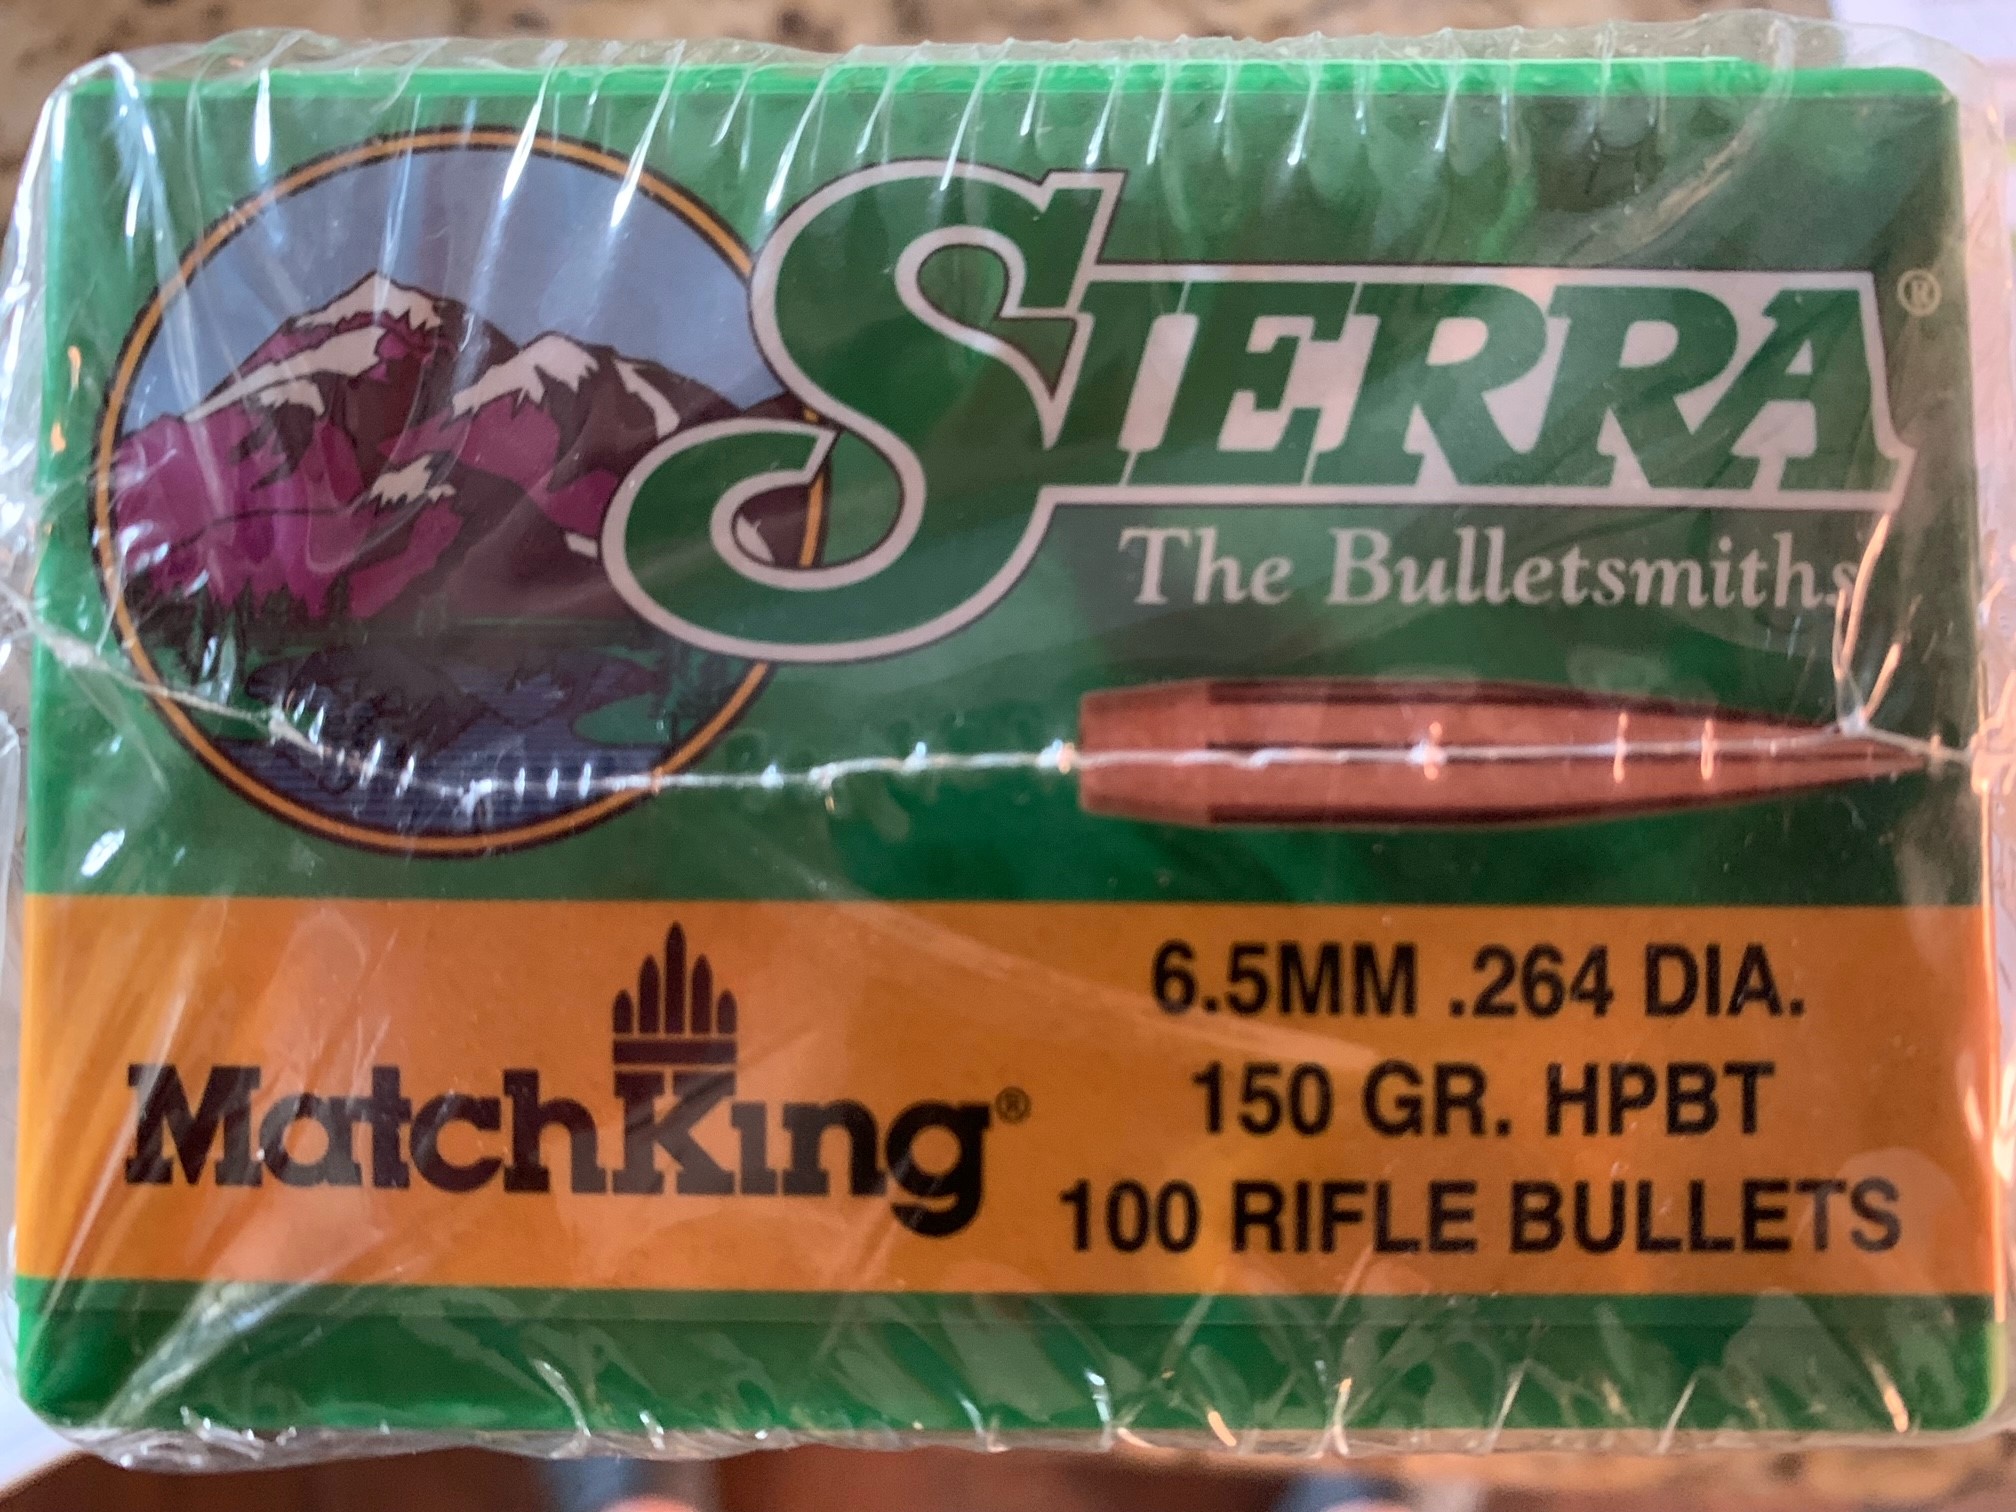 SIERRA®
The Bulletsmiths
MatchKing®
6.5MM .264 DIA.
150 GR. HPBT
100 RIFLE BULLETS